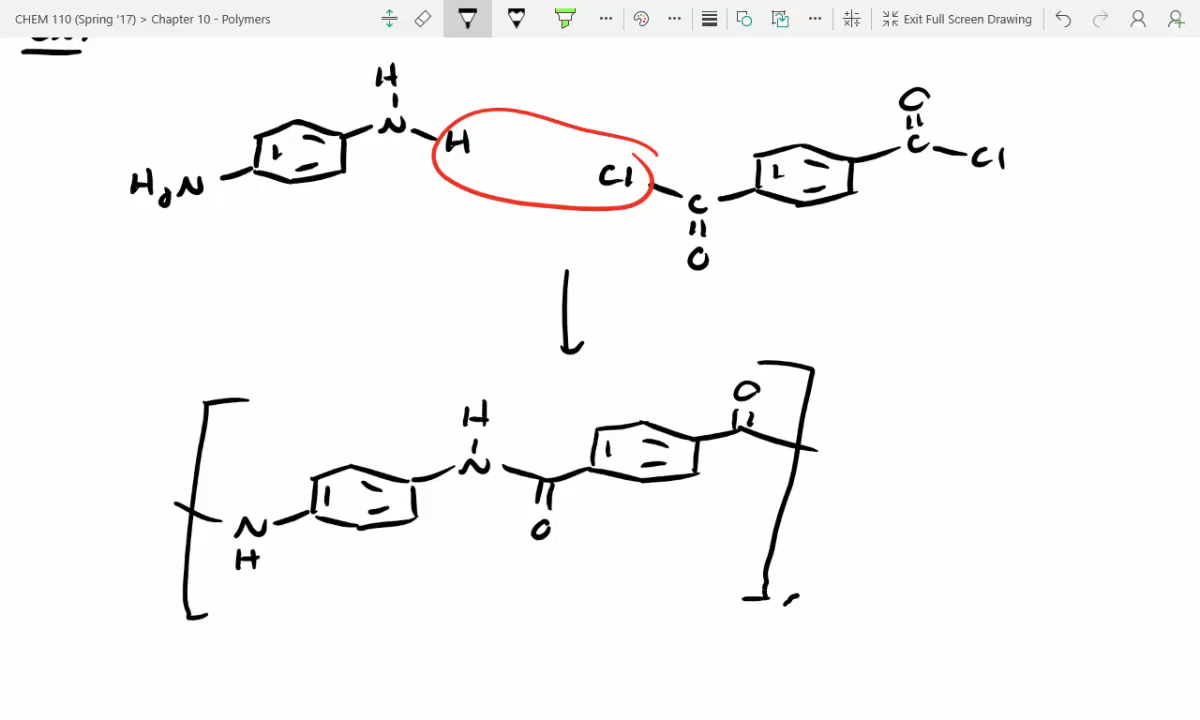 CHEM 110 (Spring '17) > Chapter 10 - Polymers
Exit Full Screen Drawing
H
N
H
H₂N
Cl
C
O
O
C
Cl
H
N
O
N
H
O